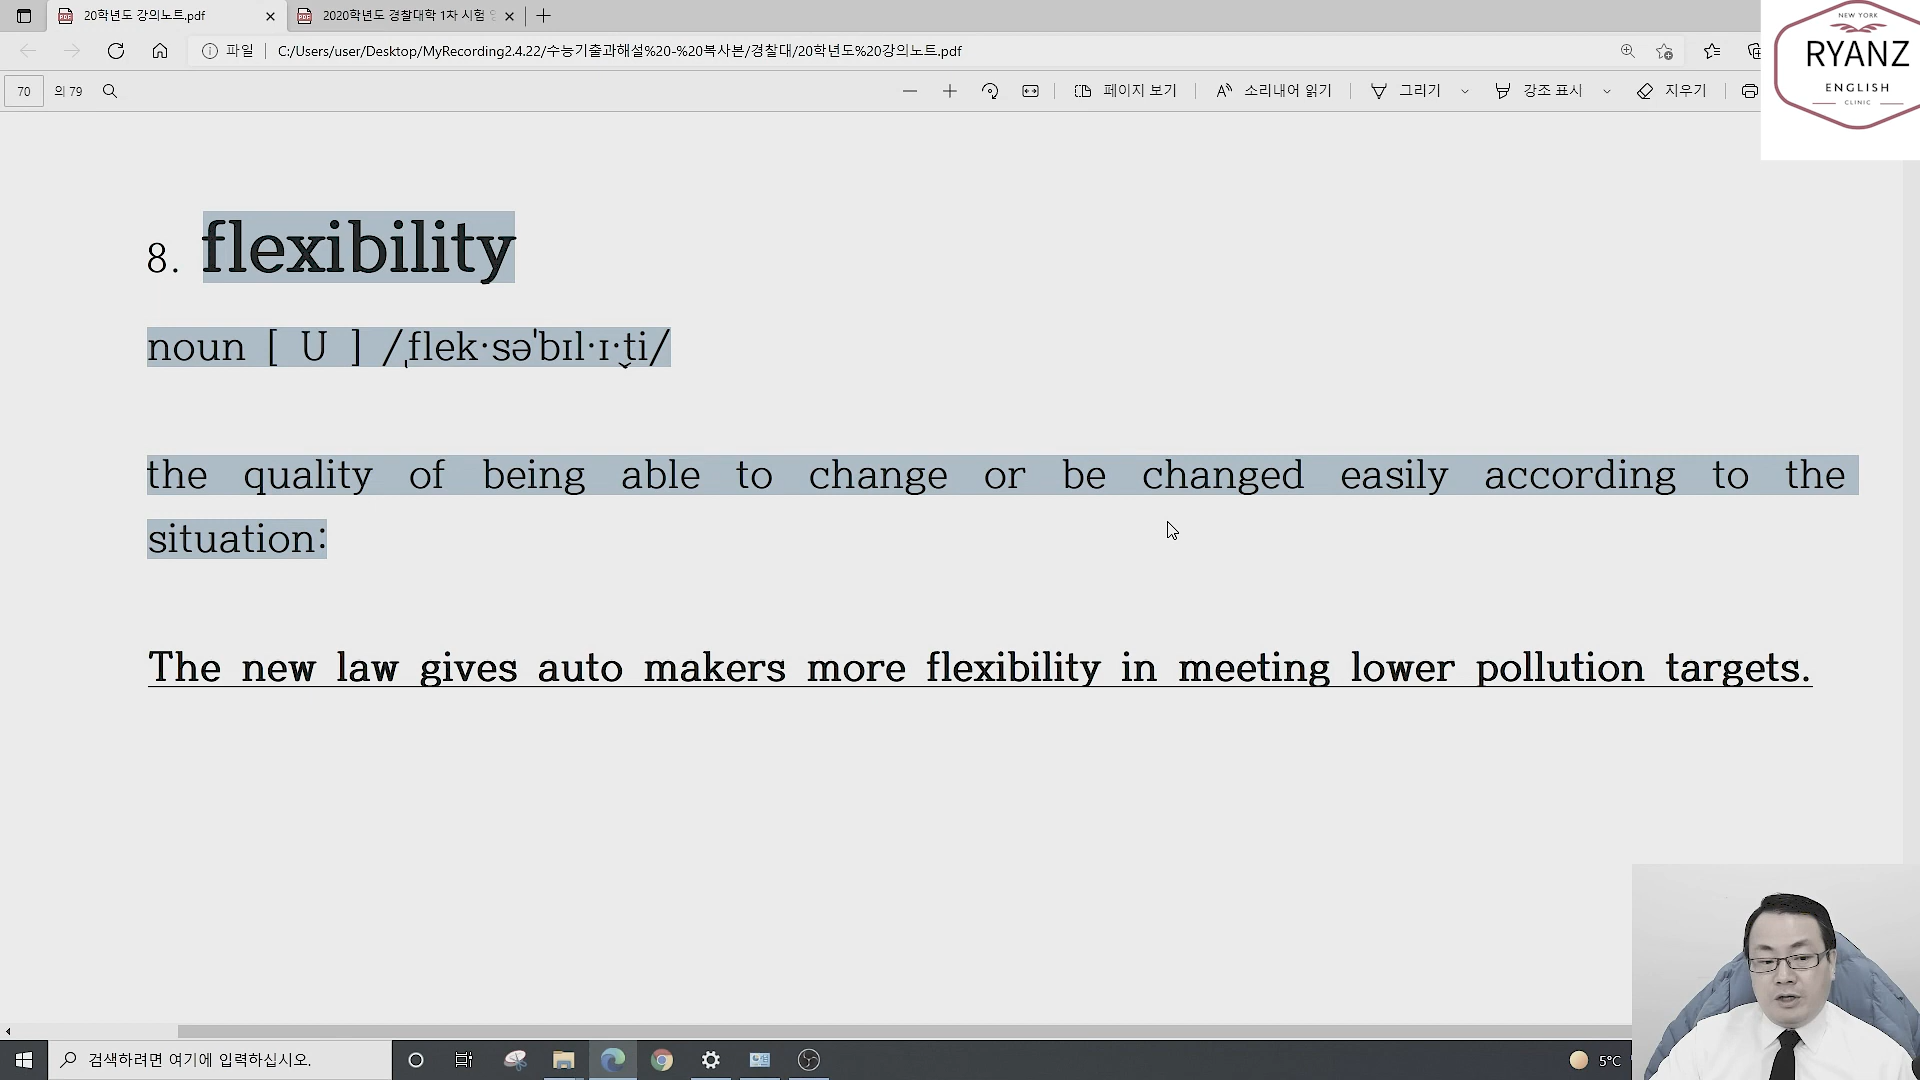 20학년도 강의노트.pdf
2020학년도 경찰대학 1차 시험
파일
C:/Users/user/Desktop/MyRecording2.4.22/수능기출과해설%20-%20복사본/경찰대/20학년도%20강의노트.pdf
70 의 79
페이지 보기
소리내어 읽기
그리기
강조 표시
지우기
NEW YORK
RYANZ
ENGLISH
CLINIC
8. flexibility
noun [ U ] /ˌflek·səˈbɪl·ɪ·t̬i/
the quality of being able to change or be changed easily according to the
situation:
The new law gives auto makers more flexibility in meeting lower pollution targets.
검색하려면 여기에 입력하십시오.
5°C